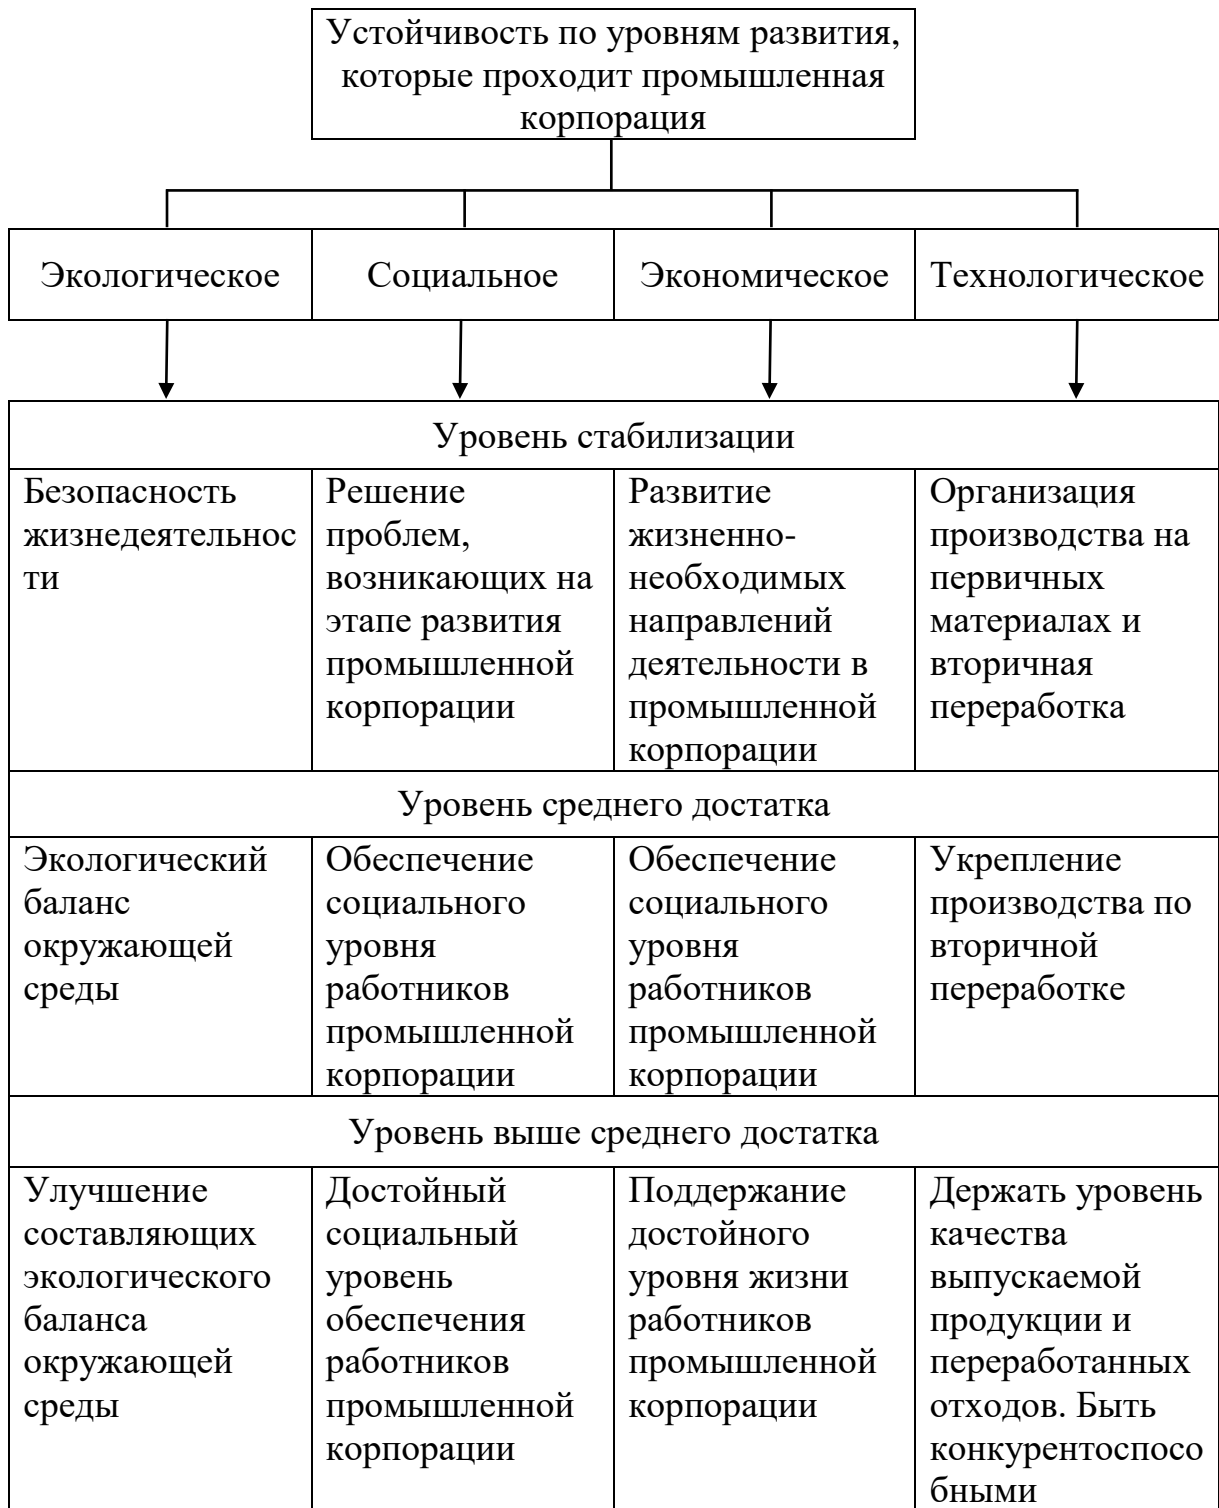 Устойчивость по уровням развития,
которые проходит промышленная
корпорация
Экологическое
Социальное
Экономическое
Технологическое
Уровень стабилизации
Безопасность
жизнедеятельнос
ти
Решение
проблем,
возникающих на
этапе развития
промышленной
корпорации
Развитие
жизненно-
необходимых
направлений
деятельности в
промышленной
корпорации
Организация
производства на
первичных
материалах и
вторичная
переработка
Уровень среднего достатка
Экологический
баланс
окружающей
среды
Обеспечение
социального
уровня
работников
промышленной
корпорации
Обеспечение
социального
уровня
работников
промышленной
корпорации
Укрепление
производства по
вторичной
переработке
Уровень выше среднего достатка
Улучшение
составляющих
экологического
баланса
окружающей
среды
Достойный
социальный
уровень
обеспечения
работников
промышленной
корпорации
Поддержание
достойного
уровня жизни
работников
промышленной
корпорации
Держать уровень
качества
выпускаемой
продукции и
переработанных
отходов. Быть
конкурентоспосо
бными